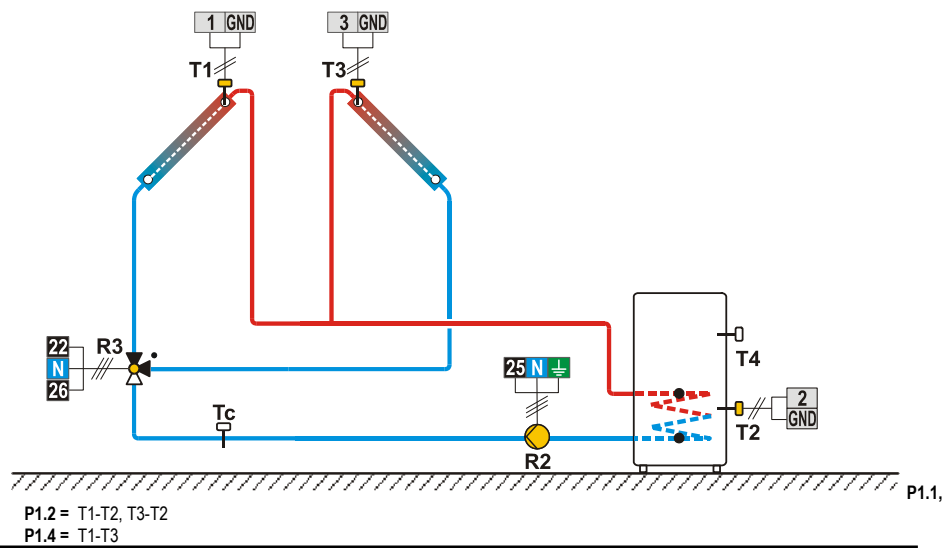 1 GND
3 GND
T1
T3
22
N
26
R3
25 N
T4
2
GND
T2
Tc
R2
P1.1,
P1.2 = T1-T2, T3-T2
P1.4 = T1-T3